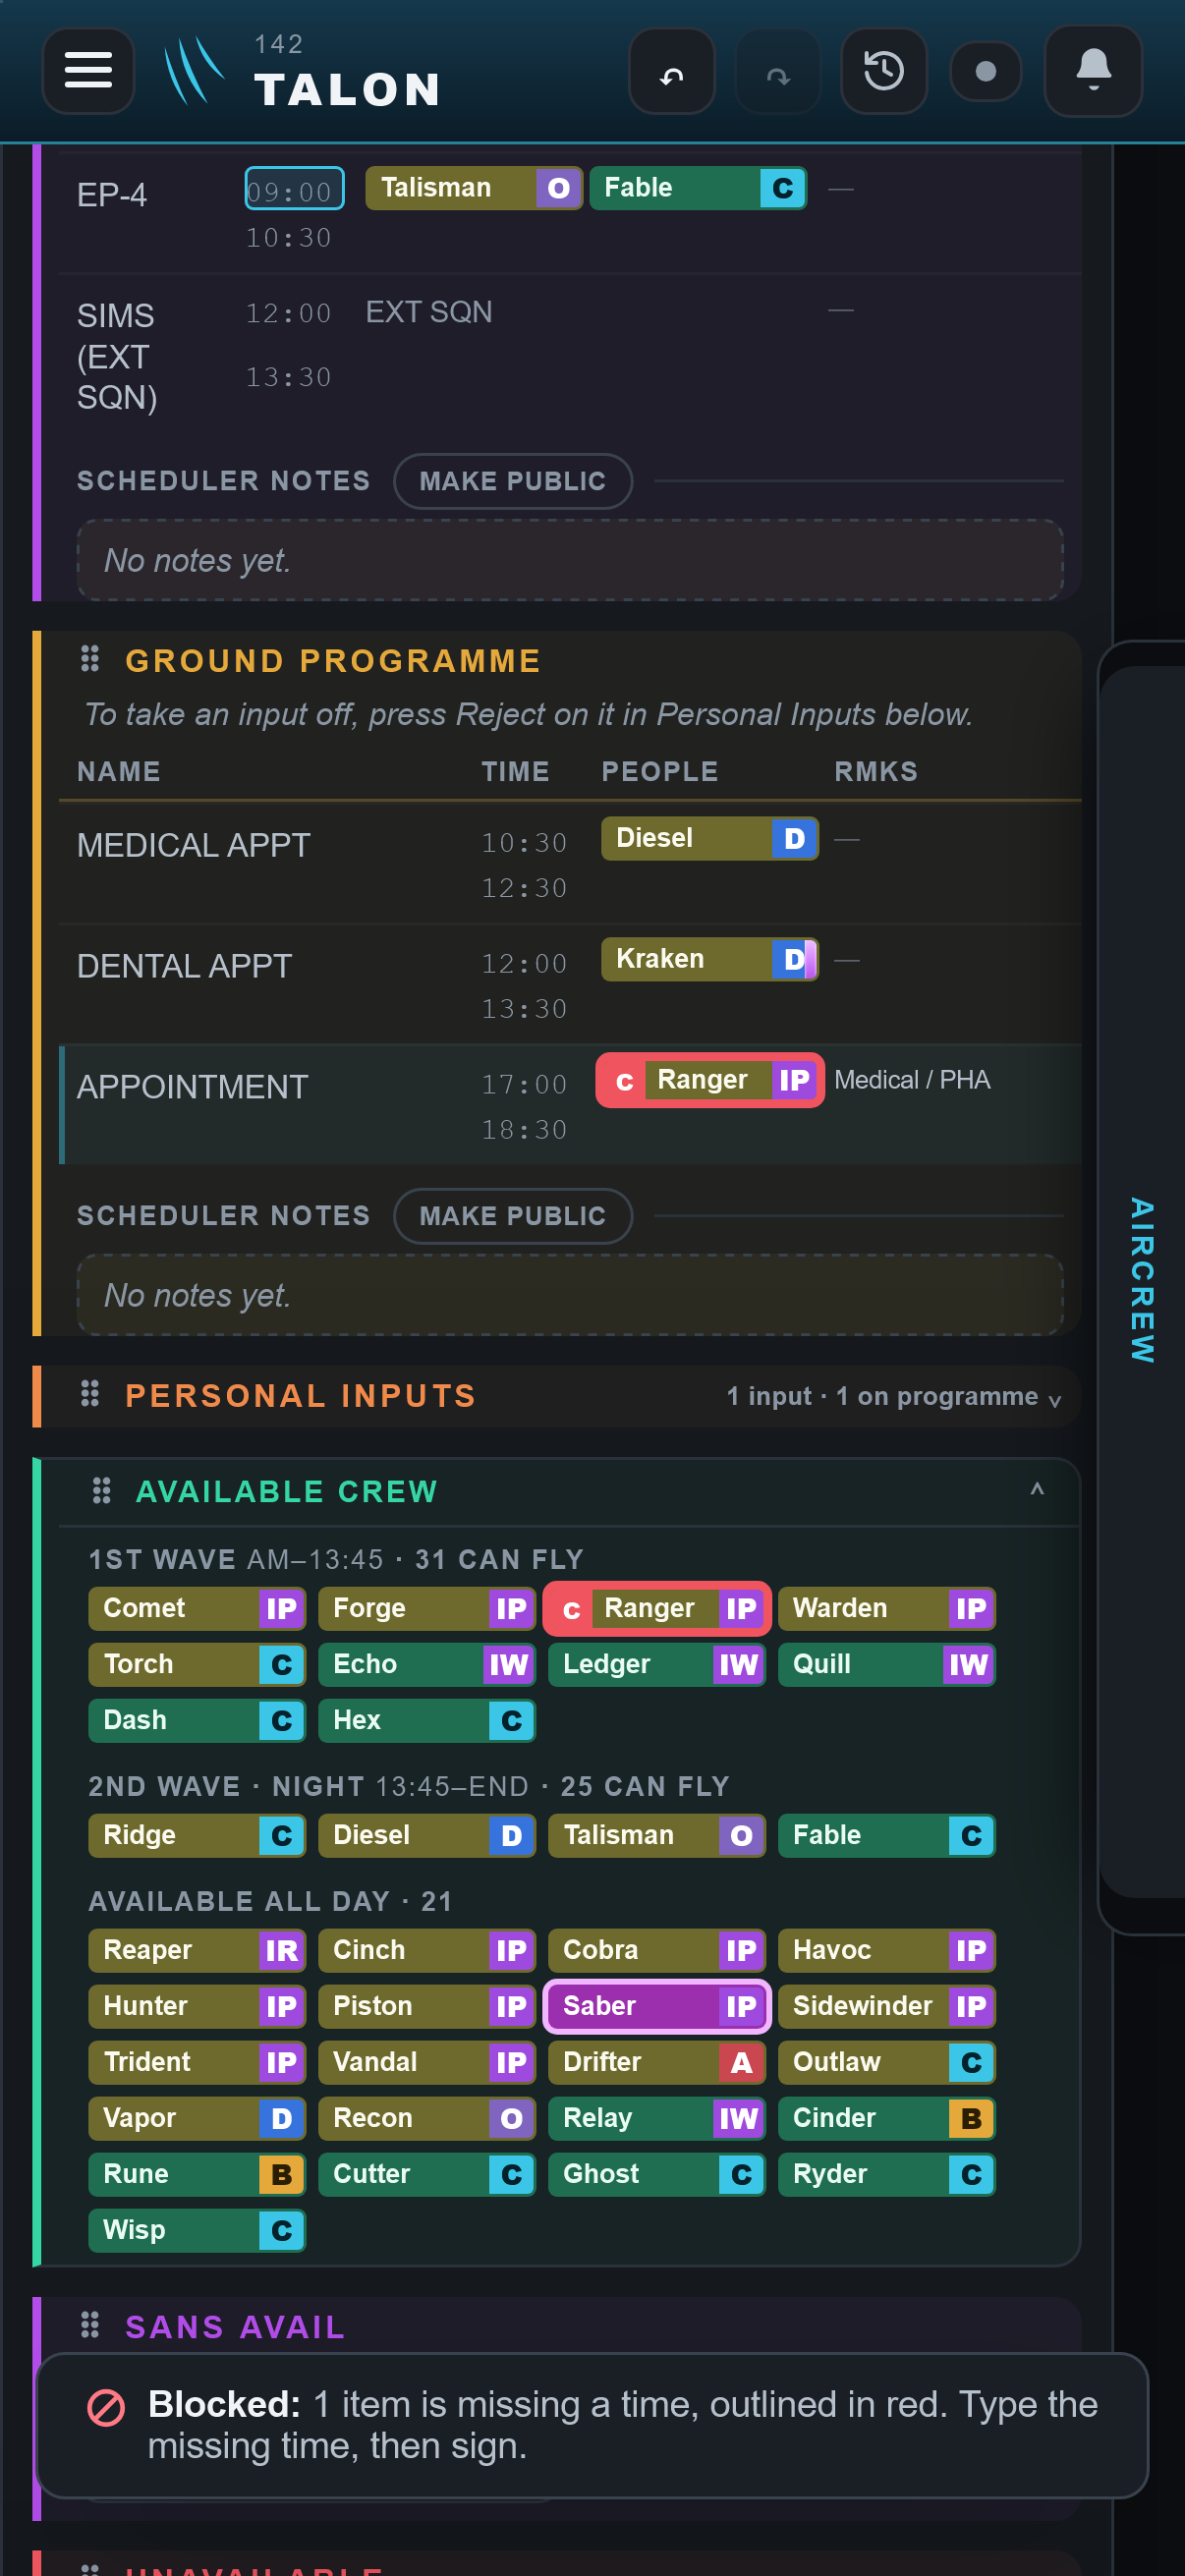 142
TALON
EP-4 09:00 Talisman O Fable C —
10:30
SIMS (EXT SQN) 12:00 EXT SQN —
13:30
SCHEDULER NOTES MAKE PUBLIC
No notes yet.
GROUND PROGRAMME
To take an input off, press Reject on it in Personal Inputs below.
NAME TIME PEOPLE RMKS
MEDICAL APPT 10:30 Diesel D —
12:30
DENTAL APPT 12:00 Kraken D —
13:30
APPOINTMENT 17:00 c Ranger IP Medical / PHA
18:30
SCHEDULER NOTES MAKE PUBLIC
No notes yet.
AIRCREW
PERSONAL INPUTS 1 input · 1 on programme
AVAILABLE CREW
1ST WAVE AM–13:45 · 31 CAN FLY
Comet IP Forge IP c Ranger IP Warden IP
Torch C Echo IW Ledger IW Quill IW
Dash C Hex C
2ND WAVE · NIGHT 13:45–END · 25 CAN FLY
Ridge C Diesel D Talisman O Fable C
AVAILABLE ALL DAY · 21
Reaper IR Cinch IP Cobra IP Havoc IP
Hunter IP Piston IP Saber IP Sidewinder IP
Trident IP Vandal IP Drifter A Outlaw C
Vapor D Recon O Relay IW Cinder B
Rune B Cutter C Ghost C Ryder C
Wisp C
SANS AVAIL
Blocked: 1 item is missing a time, outlined in red. Type the
missing time, then sign.
UNAVAILABLE